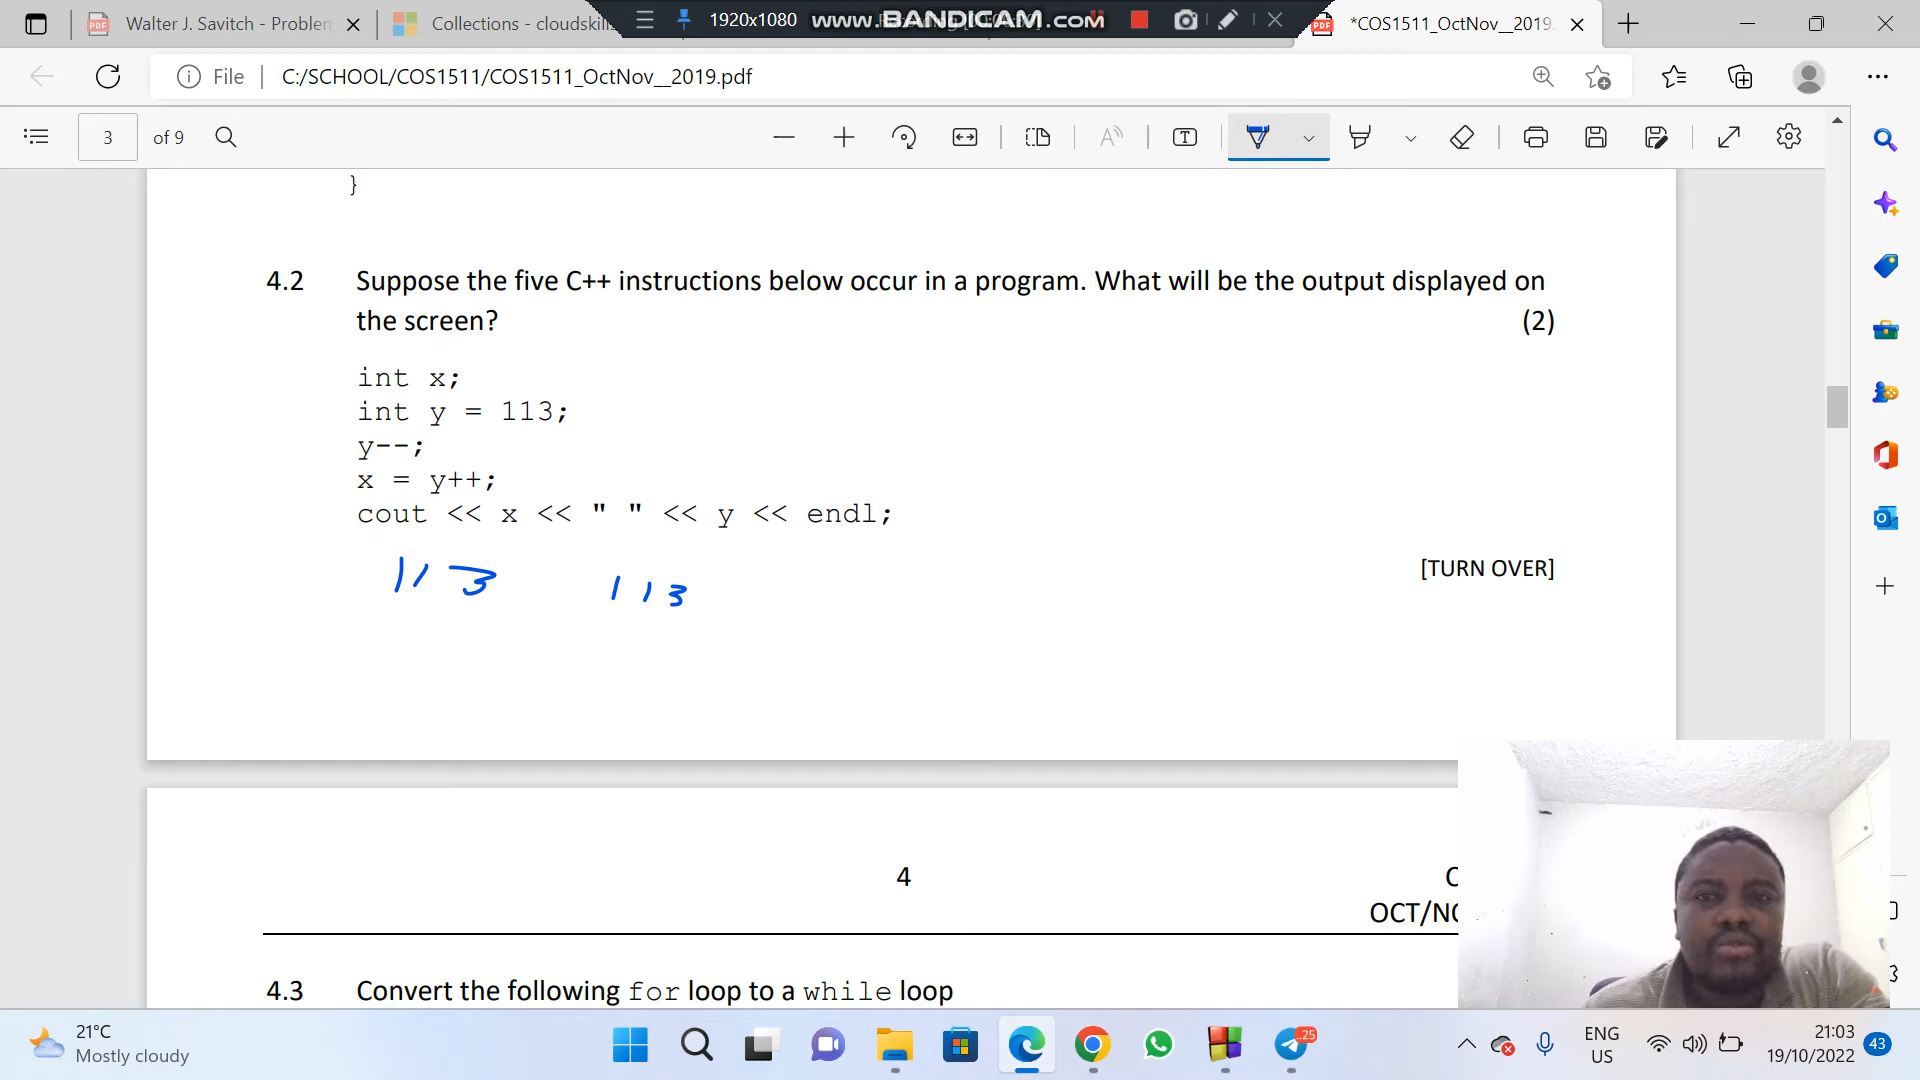 Walter J. Savitch - Problem
Collections - cloudskills
1920x1080
www.BANDICAM.com
*COS1511_OctNov__2019.
File
C:/SCHOOL/COS1511/COS1511_OctNov__2019.pdf
3 of 9
}
4.2 Suppose the five C++ instructions below occur in a program. What will be the output displayed on
the screen? (2)
int x;
int y = 113;
y--;
x = y++;
cout << x << " " << y << endl;
113 113
[TURN OVER]
4
OCT/NO
4.3 Convert the following for loop to a while loop
21°C
Mostly cloudy
25
ENG
US
21:03
19/10/2022
43